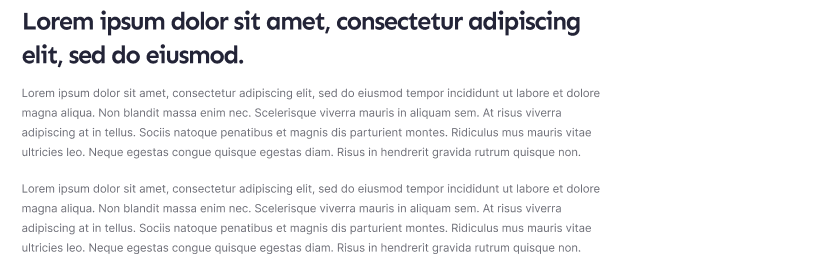 Lorem ipsum dolor sit amet, consectetur adipiscing
elit, sed do eiusmod.
Lorem ipsum dolor sit amet, consectetur adipiscing elit, sed do eiusmod tempor incididunt ut labore et dolore
magna aliqua. Non blandit massa enim nec. Scelerisque viverra mauris in aliquam sem. At risus viverra
adipiscing at in tellus. Sociis natoque penatibus et magnis dis parturient montes. Ridiculus mus mauris vitae
ultricies leo. Neque egestas congue quisque egestas diam. Risus in hendrerit gravida rutrum quisque non.
Lorem ipsum dolor sit amet, consectetur adipiscing elit, sed do eiusmod tempor incididunt ut labore et dolore
magna aliqua. Non blandit massa enim nec. Scelerisque viverra mauris in aliquam sem. At risus viverra
adipiscing at in tellus. Sociis natoque penatibus et magnis dis parturient montes. Ridiculus mus mauris vitae
ultricies leo. Neque egestas congue quisque egestas diam. Risus in hendrerit gravida rutrum quisque non.